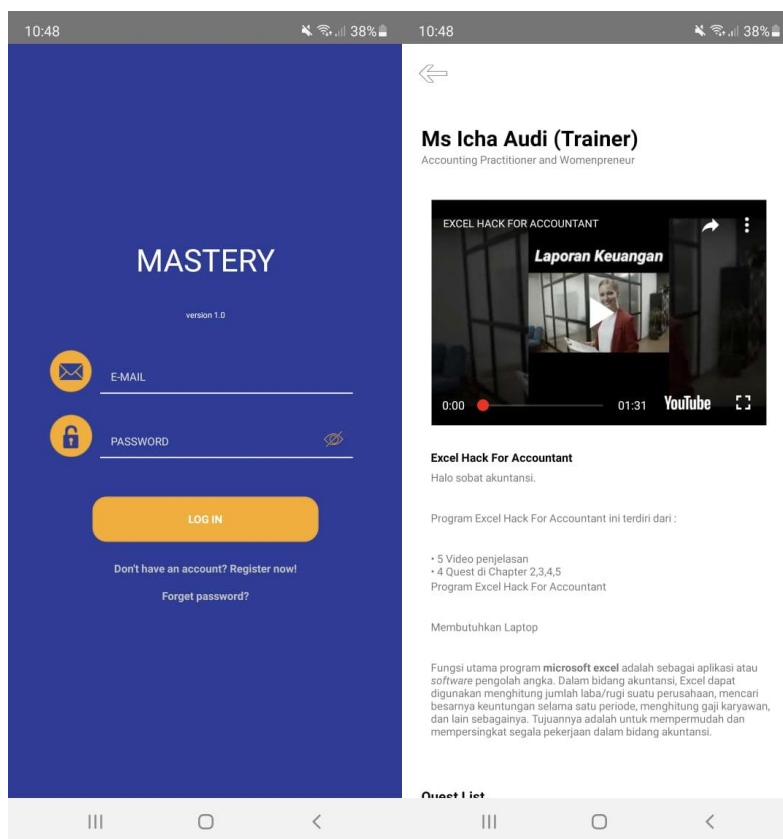 10:48
38%
MASTERY
version 1.0
E-MAIL
PASSWORD
LOG IN
Don't have an account? Register now!
Forget password?
10:48
38%
Ms Icha Audi (Trainer)
Accounting Practitioner and Womenpreneur
EXCEL HACK FOR ACCOUNTANT
Laporan Keuangan
0:00
01:31
YouTube
Excel Hack For Accountant
Halo sobat akuntansi.
Program Excel Hack For Accountant ini terdiri dari :
• 5 Video penjelasan
• 4 Quest di Chapter 2,3,4,5
Program Excel Hack For Accountant
Membutuhkan Laptop
Fungsi utama program microsoft excel adalah sebagai aplikasi atau
software pengolah angka. Dalam bidang akuntansi, Excel dapat
digunakan menghitung jumlah laba/rugi suatu perusahaan, mencari
besarnya keuntungan selama satu periode, menghitung gaji karyawan,
dan lain sebagainya. Tujuannya adalah untuk mempermudah dan
mempersingkat segala pekerjaan dalam bidang akuntansi.
Quest List